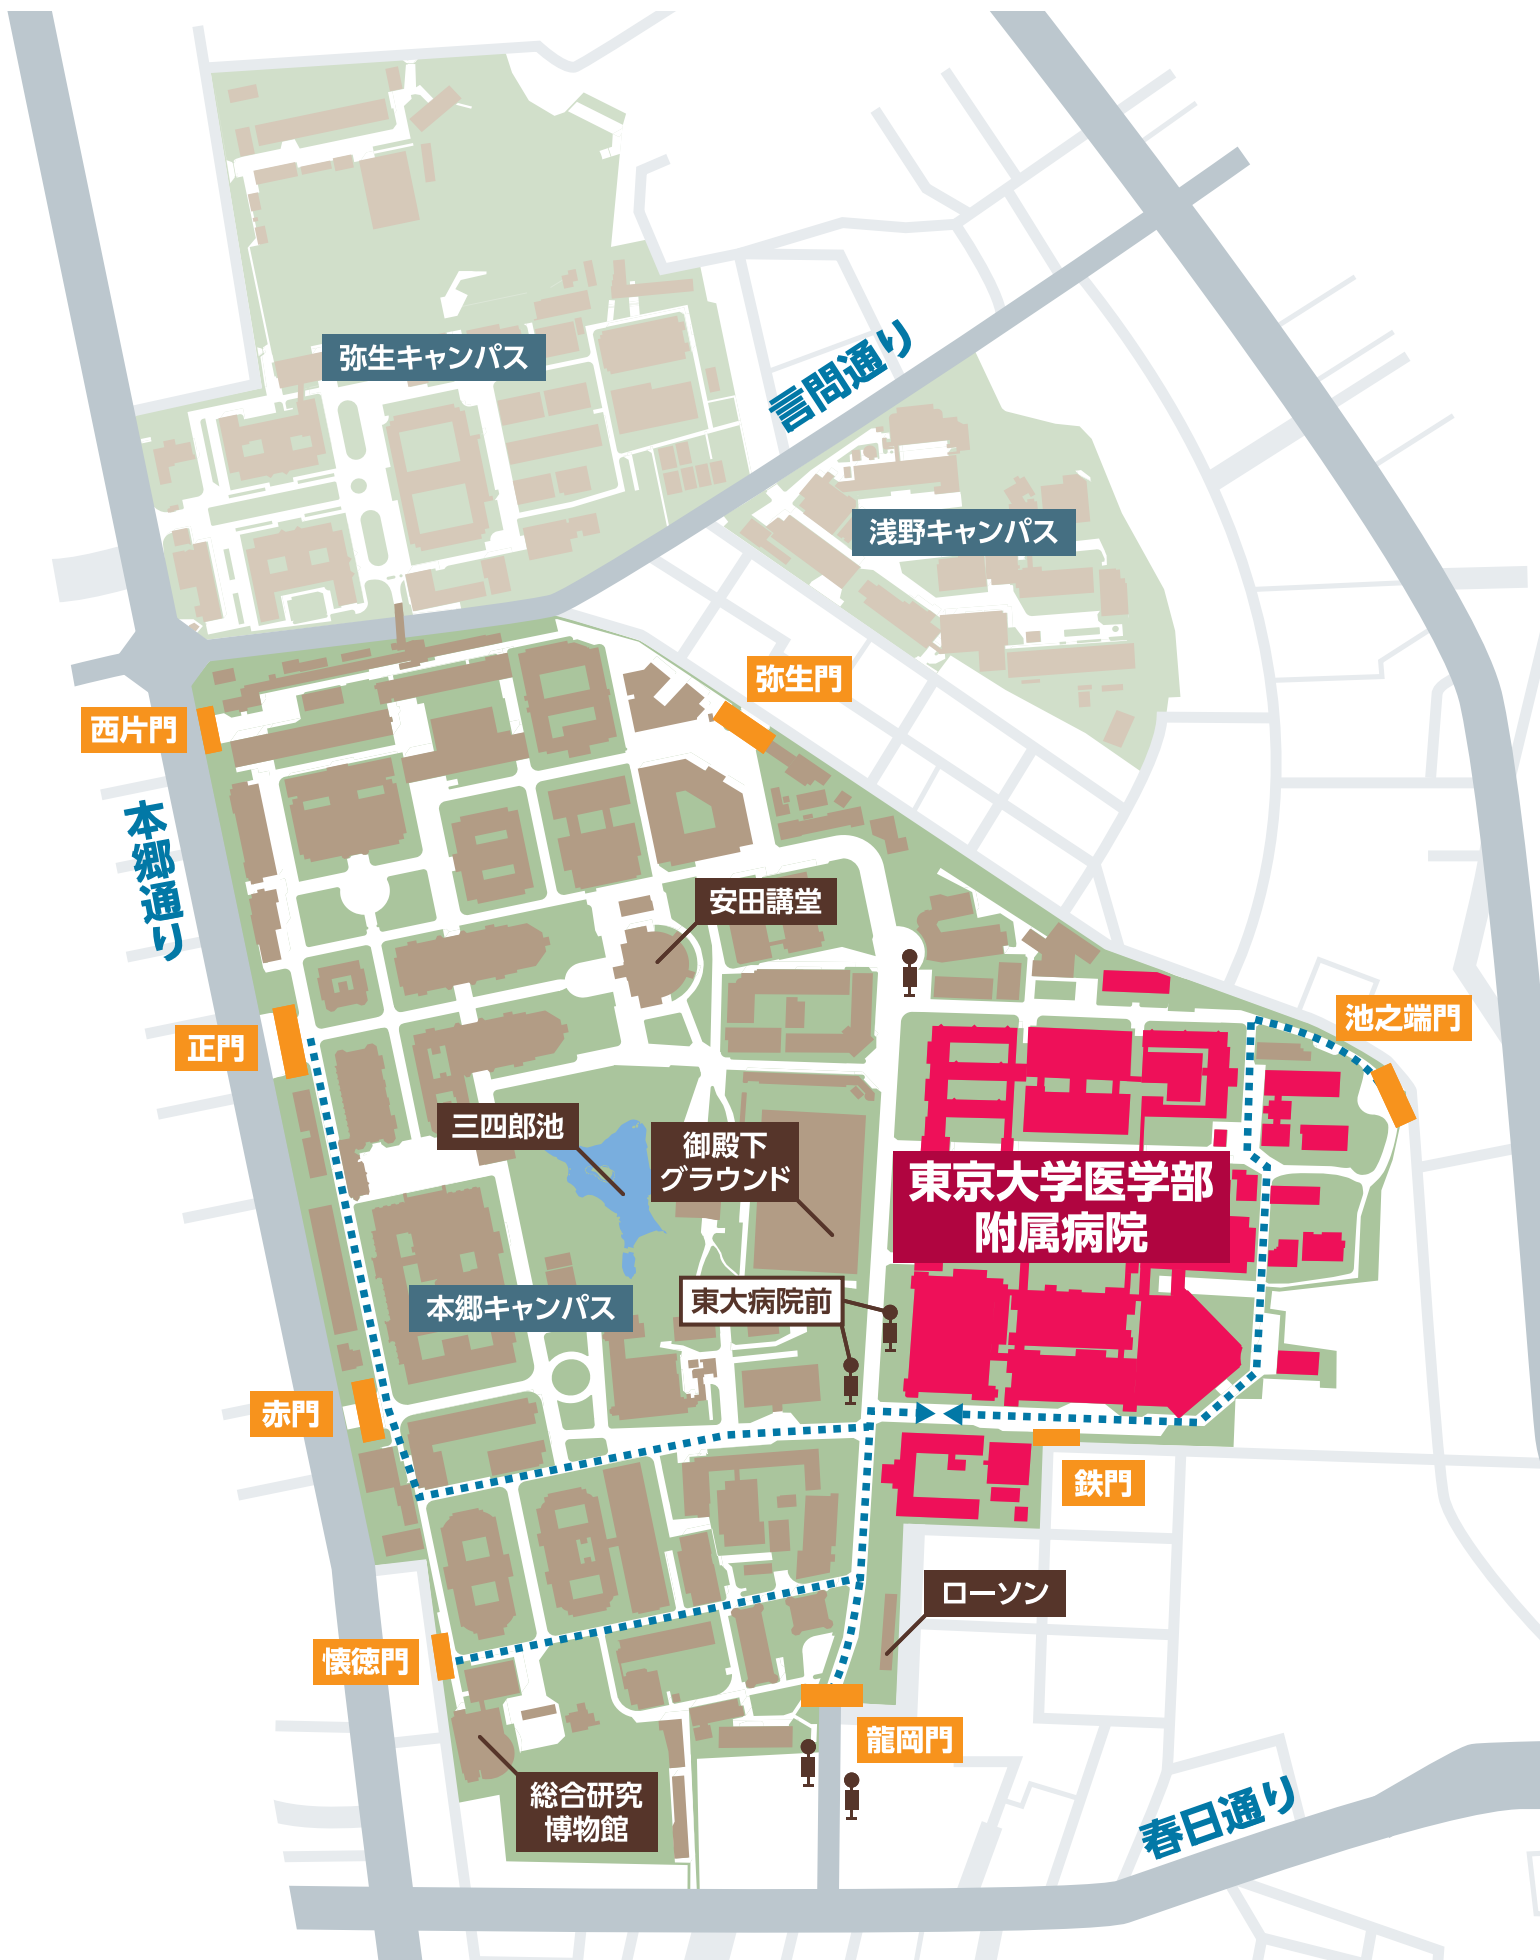 弥生キャンパス
言問通り
浅野キャンパス
弥生門
西片門
本郷通り
安田講堂
池之端門
正門
三四郎池
御殿下
グラウンド
東京大学医学部
附属病院
本郷キャンパス
東大病院前
赤門
鉄門
ローソン
懐徳門
龍岡門
総合研究
博物館
春日通り